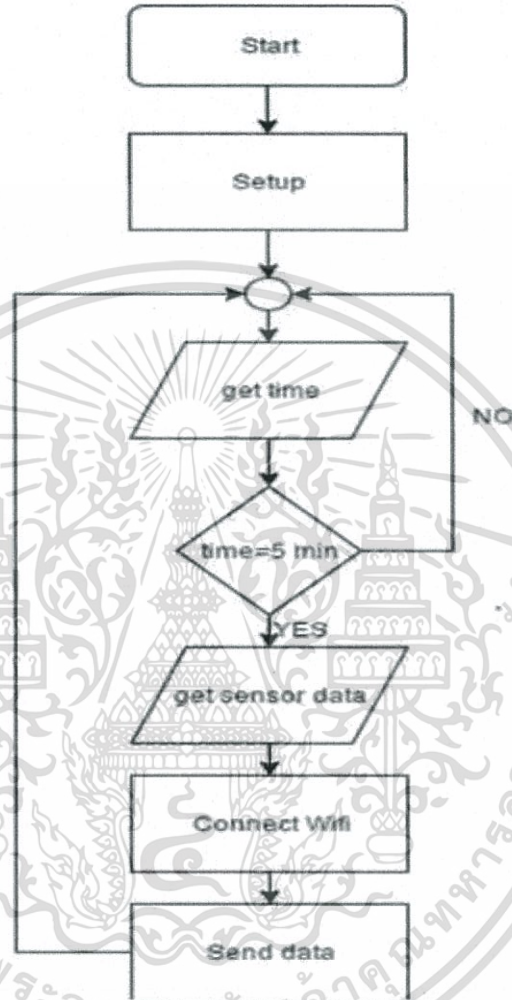 Start
Setup
get time
NO
time=5 min
YES
get sensor data
Connect Wifi
Send data